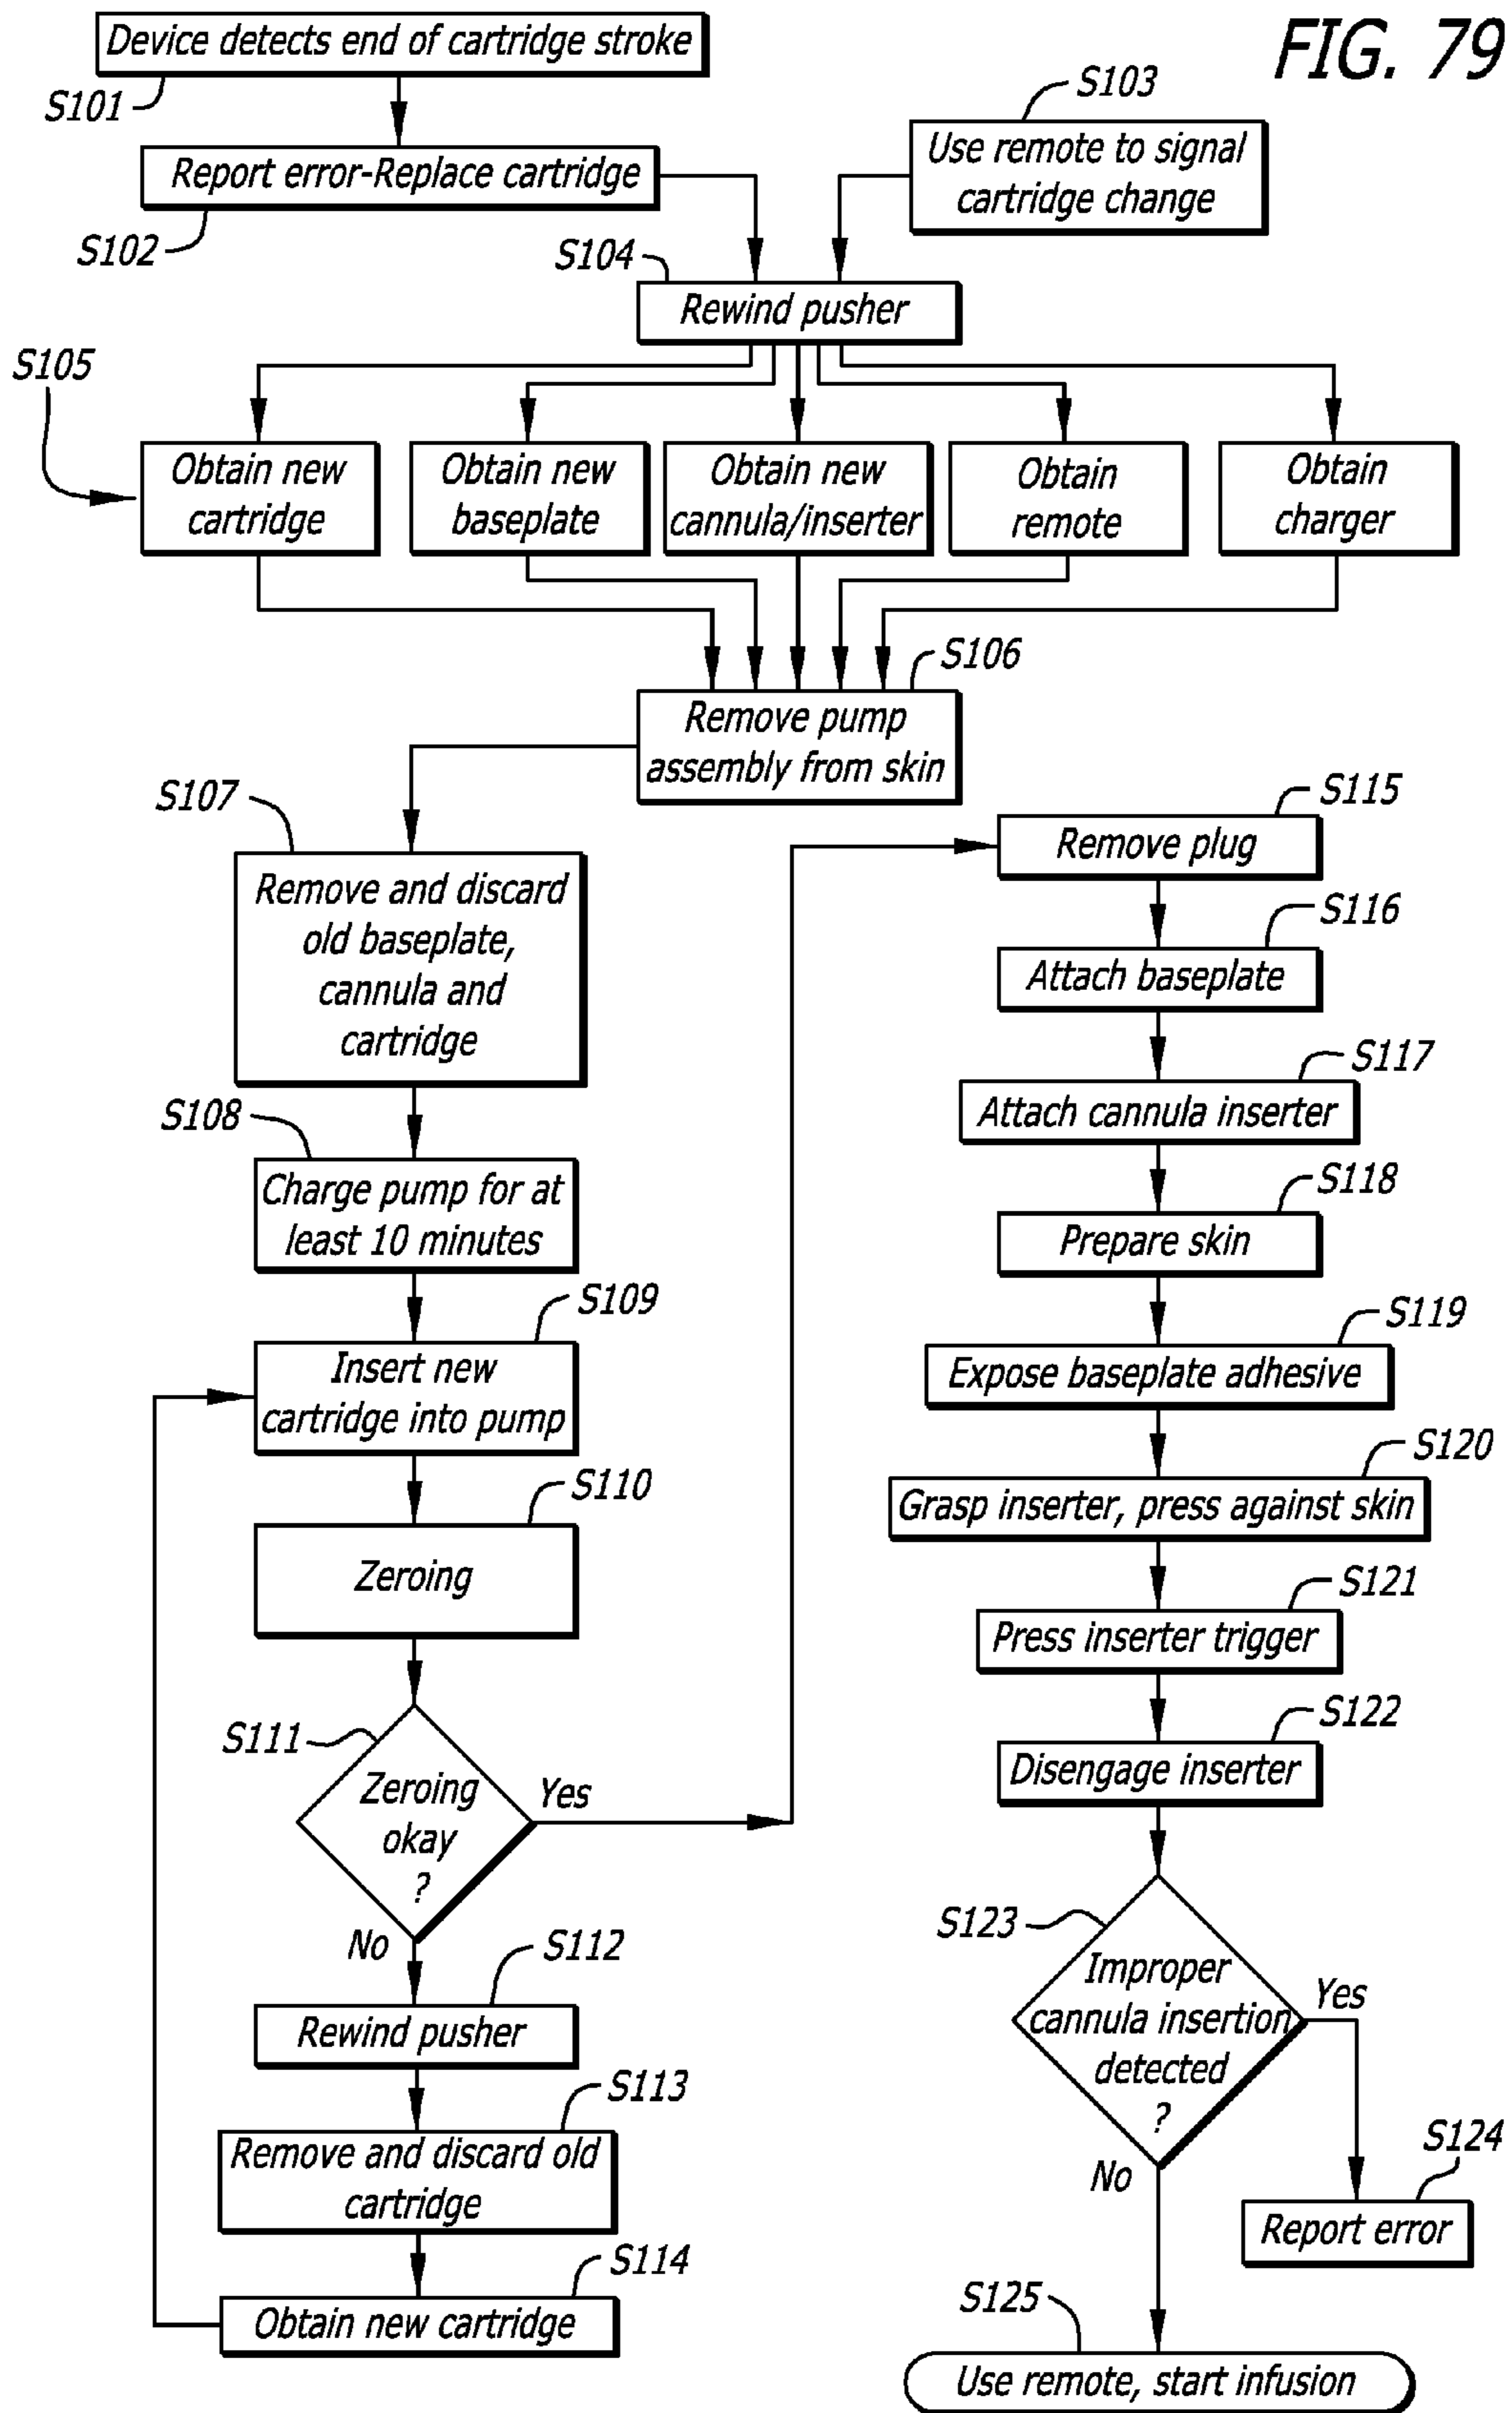 FIG. 79
Device detects end of cartridge stroke
S101
S103
Report error-Replace cartridge
Use remote to signal
cartridge change
S102
S104
Rewind pusher
S105
Obtain new
cartridge
Obtain new
baseplate
Obtain new
cannula/inserter
Obtain
remote
Obtain
charger
S106
Remove pump
assembly from skin
S107
Remove and discard
old baseplate,
cannula and
cartridge
S108
Charge pump for at
least 10 minutes
S109
Insert new
cartridge into pump
S110
Zeroing
S111
Zeroing
okay
?
Yes
No
S112
Rewind pusher
S113
Remove and discard old
cartridge
S114
Obtain new cartridge
S115
Remove plug
S116
Attach baseplate
S117
Attach cannula inserter
S118
Prepare skin
S119
Expose baseplate adhesive
S120
Grasp inserter, press against skin
S121
Press inserter trigger
S122
Disengage inserter
S123
Improper
cannula insertion
detected
?
Yes
No
S124
Report error
S125
Use remote, start infusion